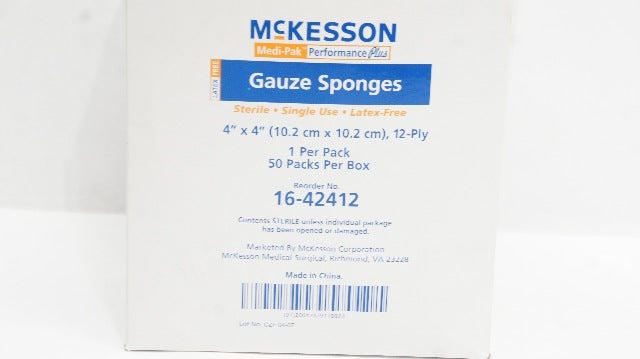 McKESSON
Medi-Pak™ Performance Plus
LATEX FREE
Gauze Sponges
Sterile • Single Use • Latex-Free
4" x 4" (10.2 cm x 10.2 cm), 12-Ply
1 Per Pack
50 Packs Per Box
Reorder No.
16-42412
Contents STERILE unless individual package
has been opened or damaged.
Marketed By McKesson Corporation
McKesson Medical Surgical, Richmond, VA 23228
Made in China.
Lot No.